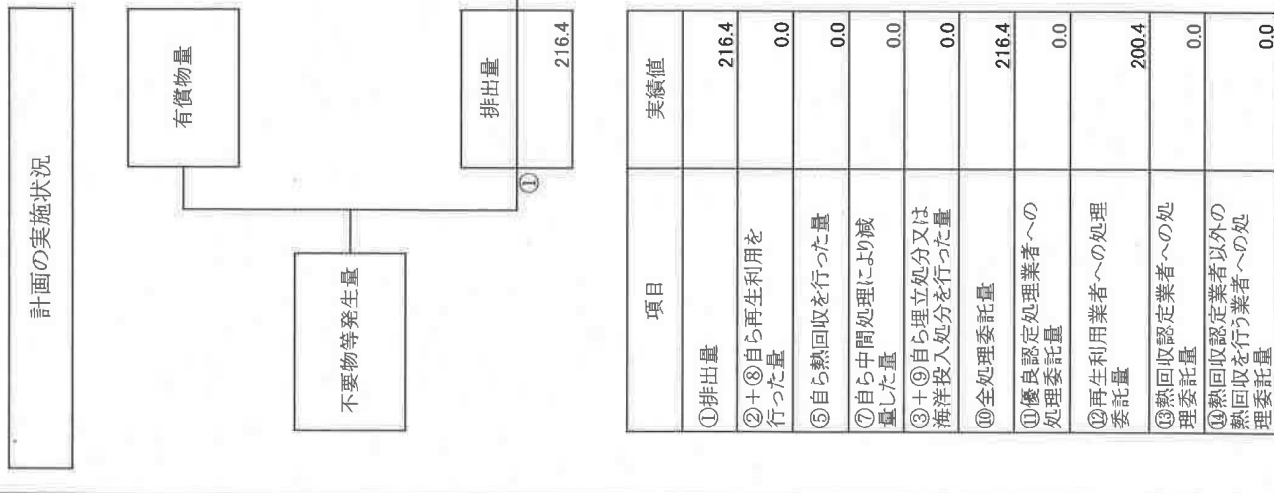 計画の実施状況
有償物量
不要物等発生量
①
排出量
216.4
項目
実績値
①排出量
216.4
②+⑧自ら再生利用を
行った量
0.0
⑤自ら熱回収を行った量
0.0
⑦自ら中間処理により減
量した量
0.0
③+⑨自ら埋立処分又は
海洋投入処分を行った量
0.0
⑩全処理委託量
216.4
⑪優良認定処理業者への
処理委託量
0.0
⑫再生利用業者への処理
委託量
200.4
⑬熱回収認定業者への処
理委託量
0.0
⑭熱回収認定業者以外の
熱回収を行う業者への処
理委託量
0.0